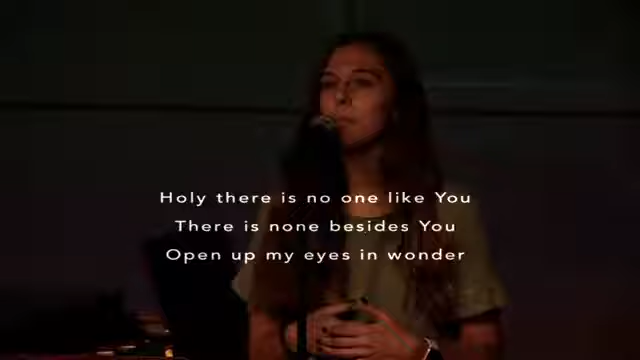 Holy there is no one like You
There is none besides You
Open up my eyes in wonder